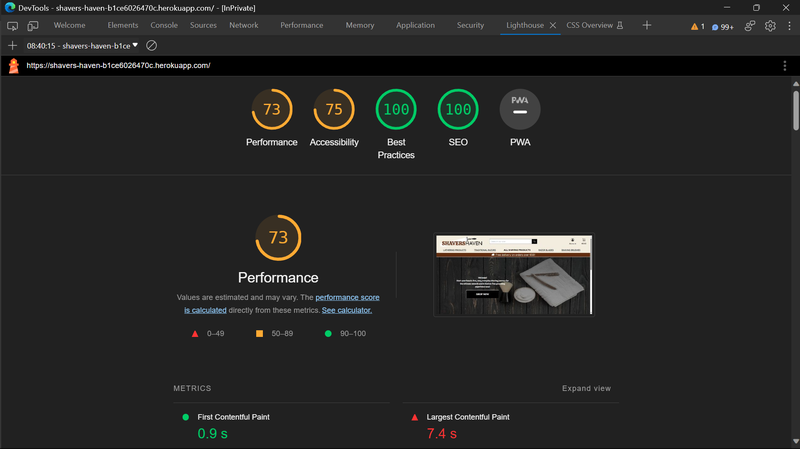 DevTools - shavers-haven-b1ce6026470c.herokuapp.com/ - [InPrivate]
Welcome Elements Console Sources Network Performance Memory Application Security Lighthouse CSS Overview 1 99+
08:40:15 - shavers-haven-b1ce
https://shavers-haven-b1ce6026470c.herokuapp.com/
73 75 100 100 PWA
Performance Accessibility Best Practices SEO PWA
73
Performance
Values are estimated and may vary. The performance score
is calculated directly from these metrics. See calculator.
0–49 50–89 90–100
SHAVERSHAVEN
METRICS Expand view
First Contentful Paint Largest Contentful Paint
0.9 s 7.4 s